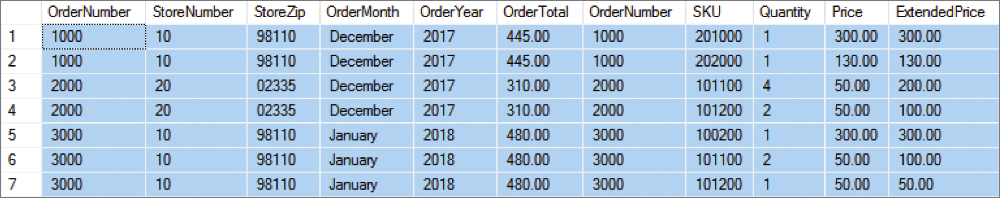 OrderNumber StoreNumber StoreZip OrderMonth OrderYear OrderTotal OrderNumber SKU Quantity Price ExtendedPrice
1 1000 10 98110 December 2017 445.00 1000 201000 1 300.00 300.00
2 1000 10 98110 December 2017 445.00 1000 202000 1 130.00 130.00
3 2000 20 02335 December 2017 310.00 2000 101100 4 50.00 200.00
4 2000 20 02335 December 2017 310.00 2000 101200 2 50.00 100.00
5 3000 10 98110 January 2018 480.00 3000 100200 1 300.00 300.00
6 3000 10 98110 January 2018 480.00 3000 101100 2 50.00 100.00
7 3000 10 98110 January 2018 480.00 3000 101200 1 50.00 50.00